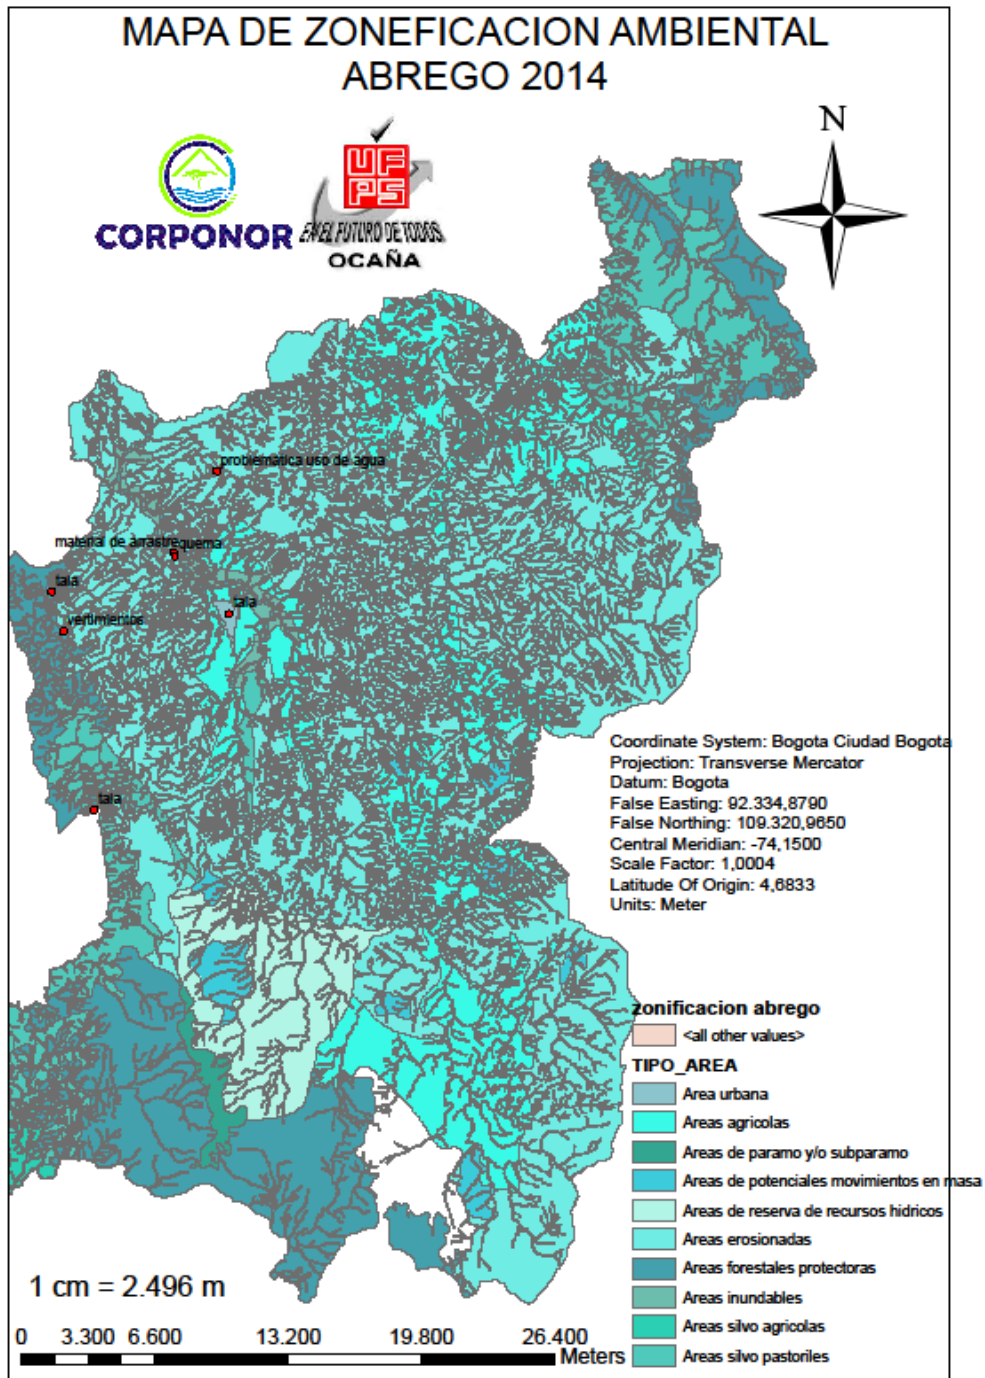 MAPA DE ZONEFICACION AMBIENTAL
ABREGO 2014
N
CORPONOR
UF
PS
EN EL FUTURO DE TODOS
OCAÑA
problematica uso de agua
material de arrastre
quema
tala
tala
vertimientos
tala
Coordinate System: Bogota Ciudad Bogota
Projection: Transverse Mercator
Datum: Bogota
False Easting: 92.334,8790
False Northing: 109.320,9650
Central Meridian: -74,1500
Scale Factor: 1,0004
Latitude Of Origin: 4,6833
Units: Meter
zonificacion abrego
<all other values>
TIPO_AREA
Area urbana
Areas agricolas
Areas de paramo y/o subparamo
Areas de potenciales movimientos en masa
Areas de reserva de recursos hidricos
Areas erosionadas
Areas forestales protectoras
Areas inundables
Areas silvo agricolas
Areas silvo pastoriles
1 cm = 2.496 m
0 3.300 6.600 13.200 19.800 26.400
Meters